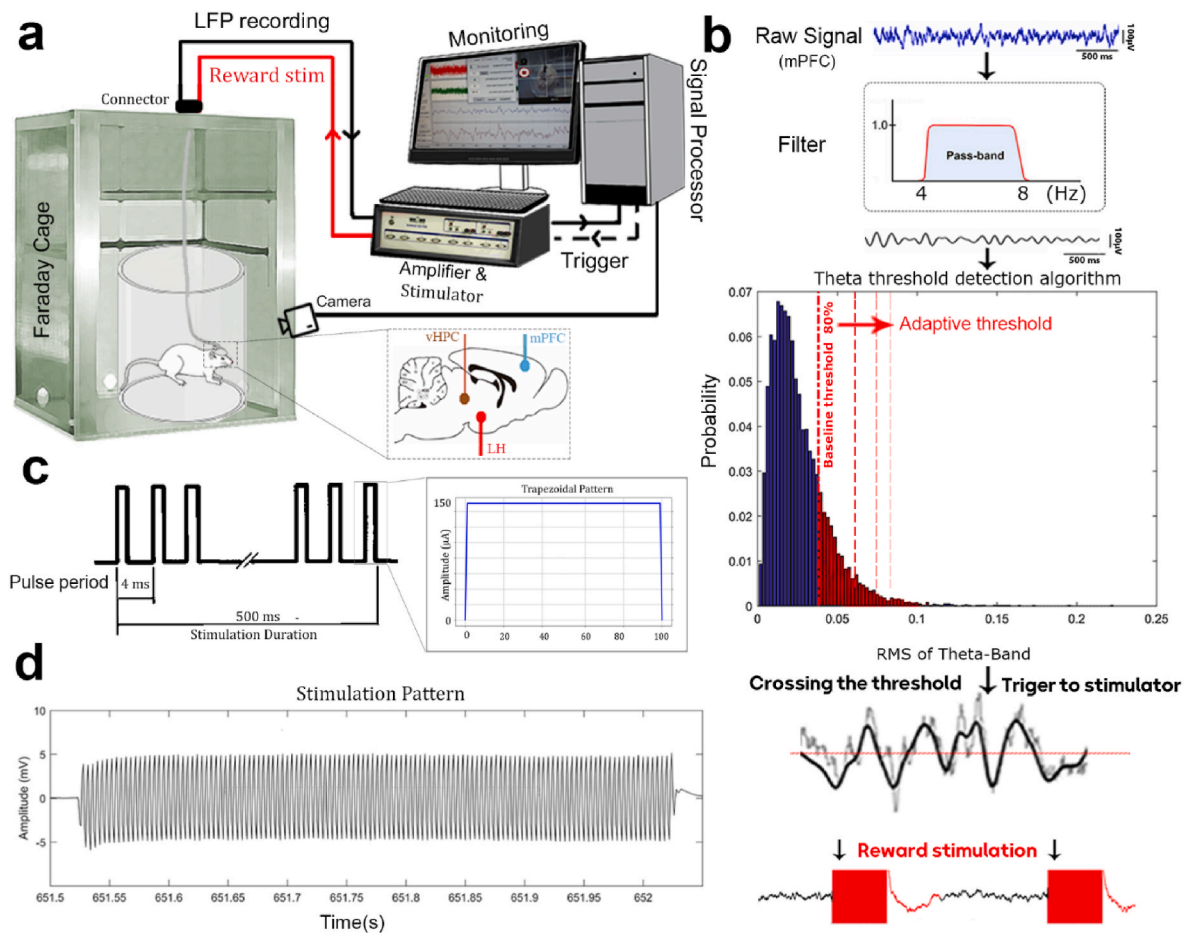 a
LFP recording
Reward stim
Connector
Monitoring
Signal Processor
Faraday Cage
Amplifier &
Stimulator
Trigger
Camera
vHPC
mPFC
LH
b
Raw Signal
(mPFC)
100µV
500 ms
Filter
1.0
Pass-band
4
8
(Hz)
100µV
500 ms
Theta threshold detection algorithm
0.07
0.06
0.05
0.04
0.03
0.02
0.01
0
Probability
Baseline threshold 80%
Adaptive threshold
0
0.05
0.1
0.15
0.2
0.25
RMS of Theta-Band
Crossing the threshold
Triger to stimulator
Reward stimulation
c
Pulse period
4 ms
500 ms
Stimulation Duration
Trapezoidal Pattern
150
0
Amplitude (µA)
0
20
40
60
80
100
d
Stimulation Pattern
10
5
0
-5
Amplitude (mV)
651.5
651.55
651.6
651.65
651.7
651.75
651.8
651.85
651.9
651.95
652
Time(s)